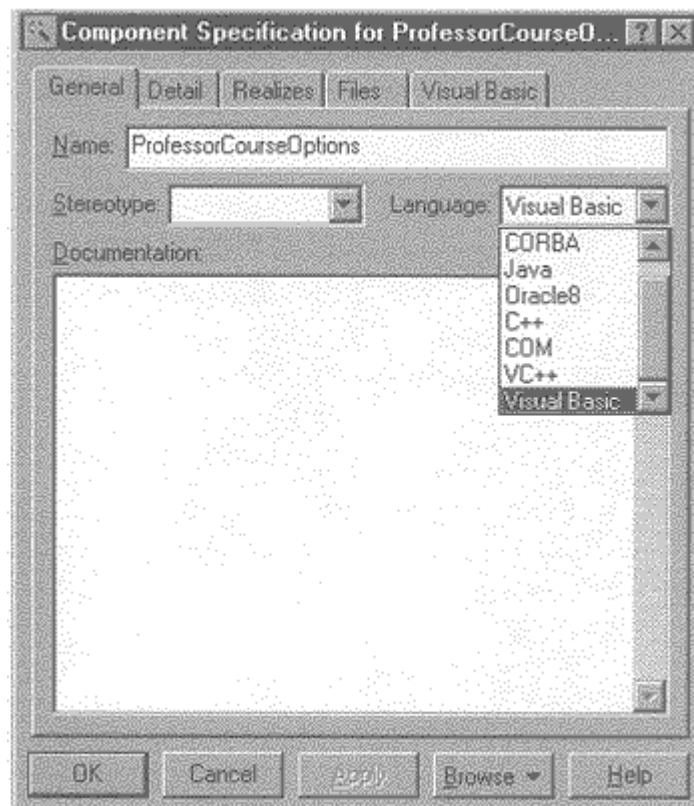 Component Specification for ProfessorCourseO... ? X
General Detail Realizes Files Visual Basic
Name: ProfessorCourseOptions
Stereotype: Language: Visual Basic
Documentation:
CORBA
Java
Oracle8
C++
COM
VC++
Visual Basic
OK Cancel Apply Browse Help